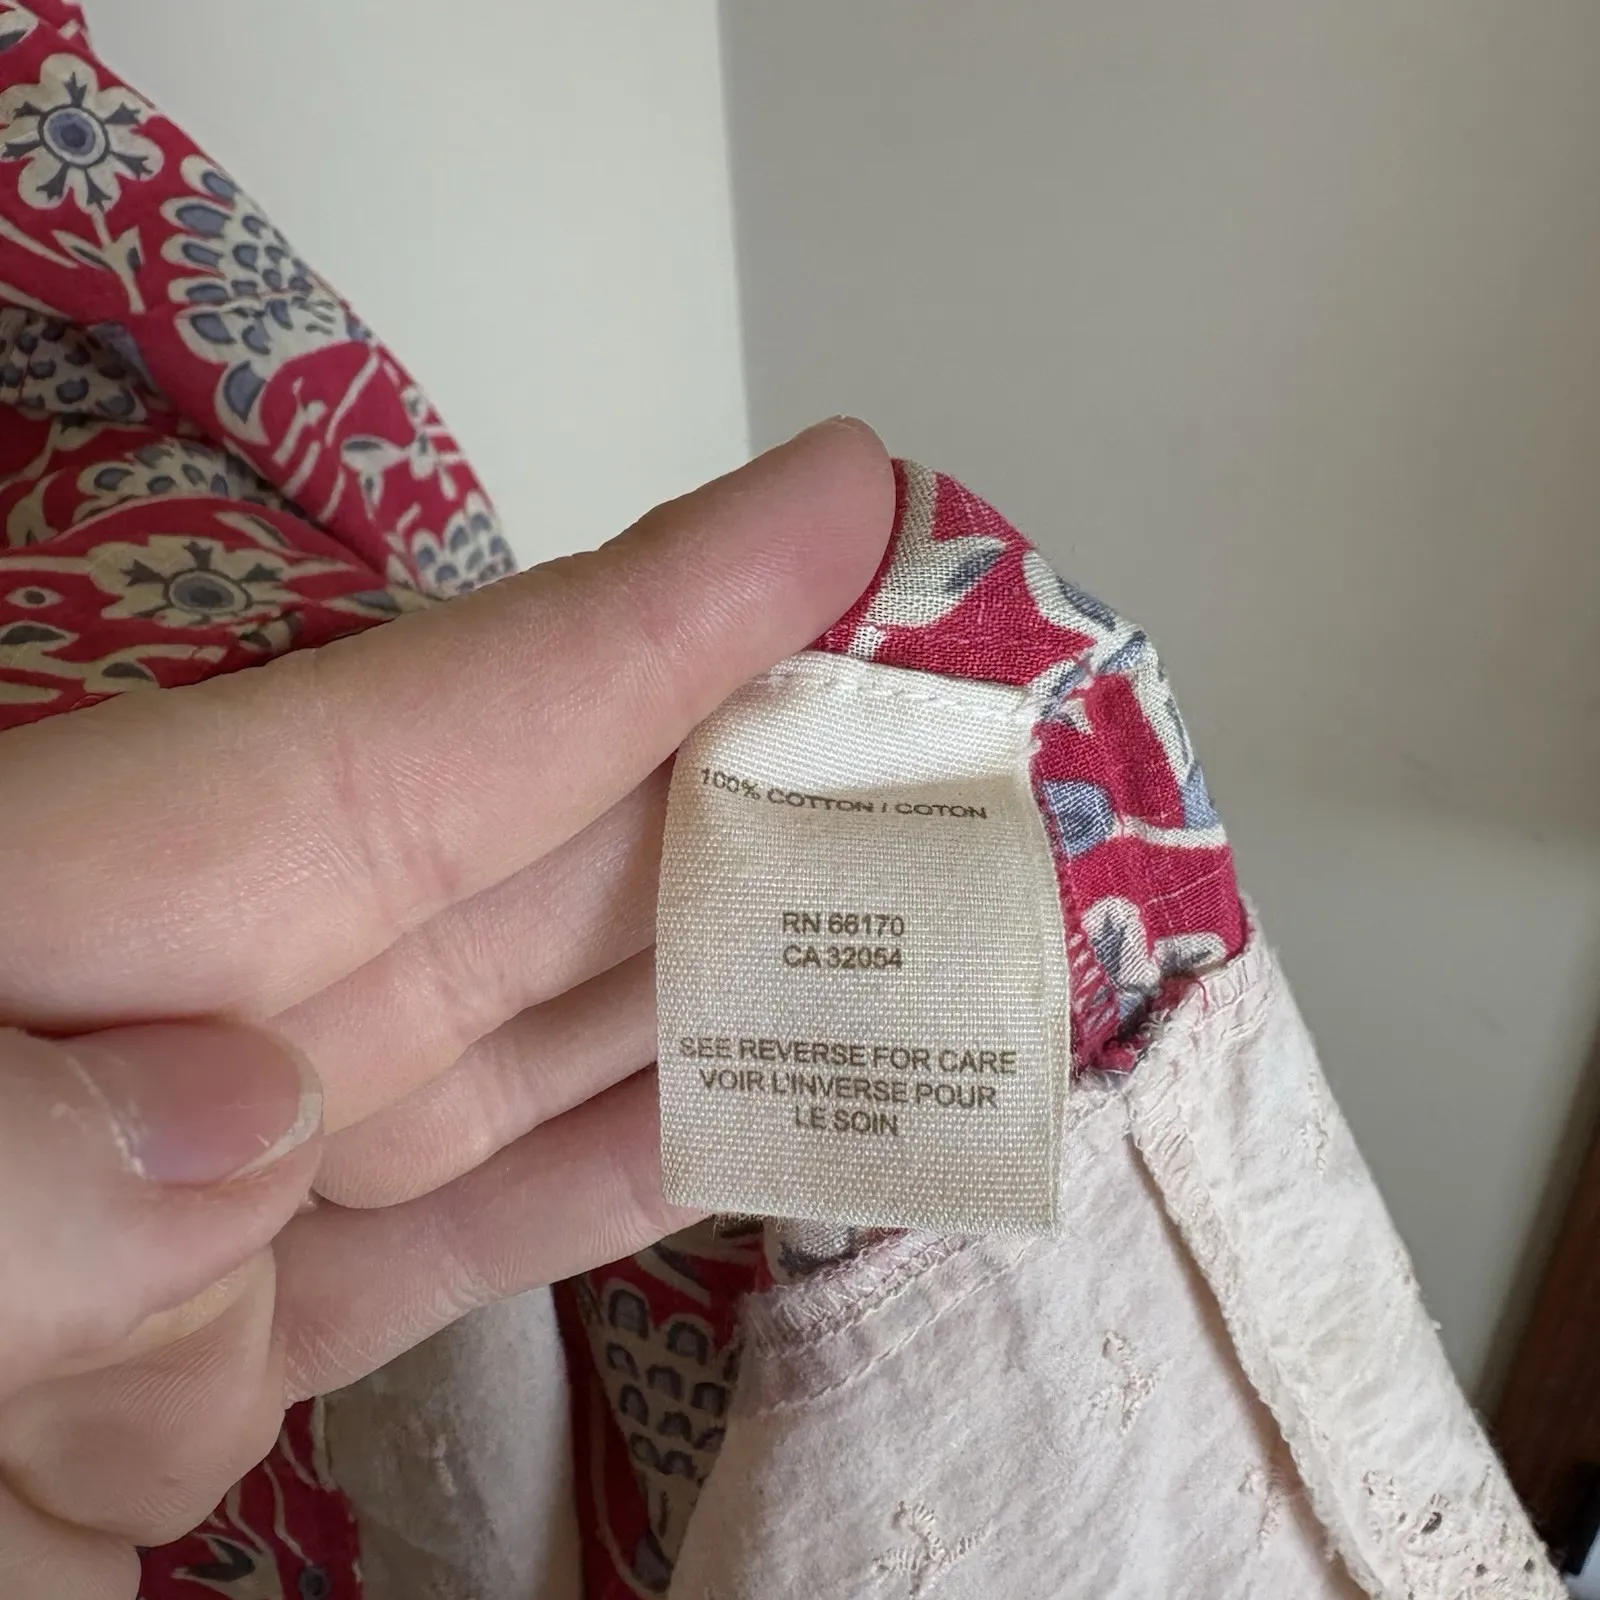 100% COTTON / COTON
RN 66170
CA 32054
SEE REVERSE FOR CARE
VOIR L'INVERSE POUR
LE SOIN